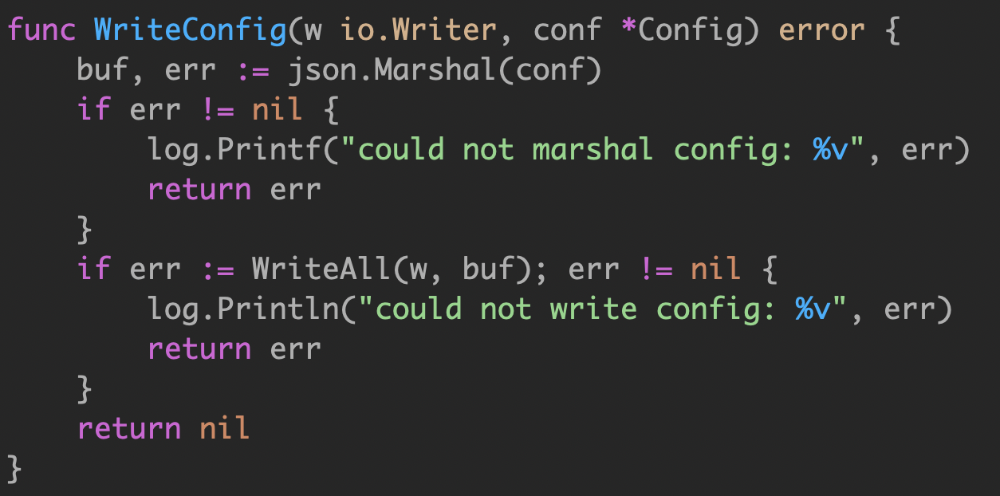 func WriteConfig(w io.Writer, conf *Config) error {
    buf, err := json.Marshal(conf)
    if err != nil {
        log.Printf("could not marshal config: %v", err)
        return err
    }
    if err := WriteAll(w, buf); err != nil {
        log.Println("could not write config: %v", err)
        return err
    }
    return nil
}